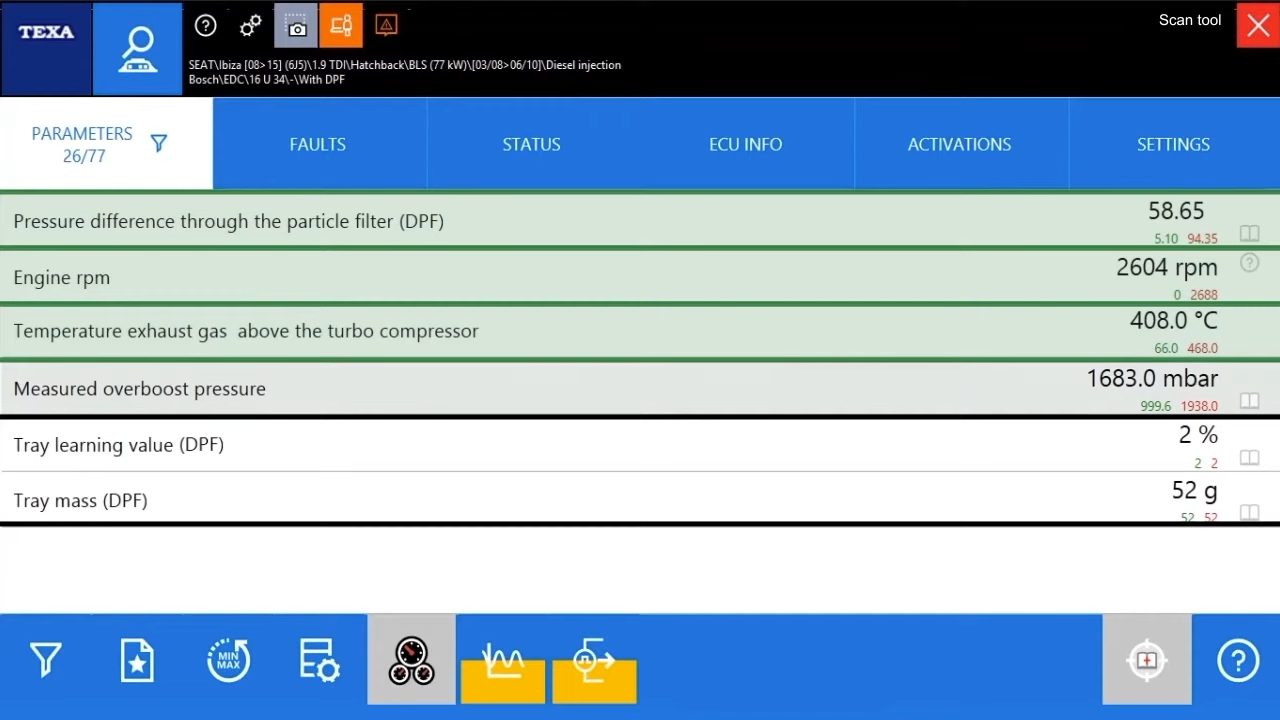 TEXA
Scan tool
SEAT\Ibiza [08>15] (6J5)\1.9 TDI\Hatchback\BLS (77 kW)\[03/08>06/10]\Diesel injection
Bosch\EDC\16 U 34\-\With DPF
PARAMETERS
26/77
FAULTS
STATUS
ECU INFO
ACTIVATIONS
SETTINGS
Pressure difference through the particle filter (DPF)
58.65
5.10 94.35
Engine rpm
2604 rpm
0 2688
Temperature exhaust gas  above the turbo compressor
408.0 °C
66.0 468.0
Measured overboost pressure
1683.0 mbar
999.6 1938.0
Tray learning value (DPF)
2 %
2 2
Tray mass (DPF)
52 g
52 52
MIN
MAX